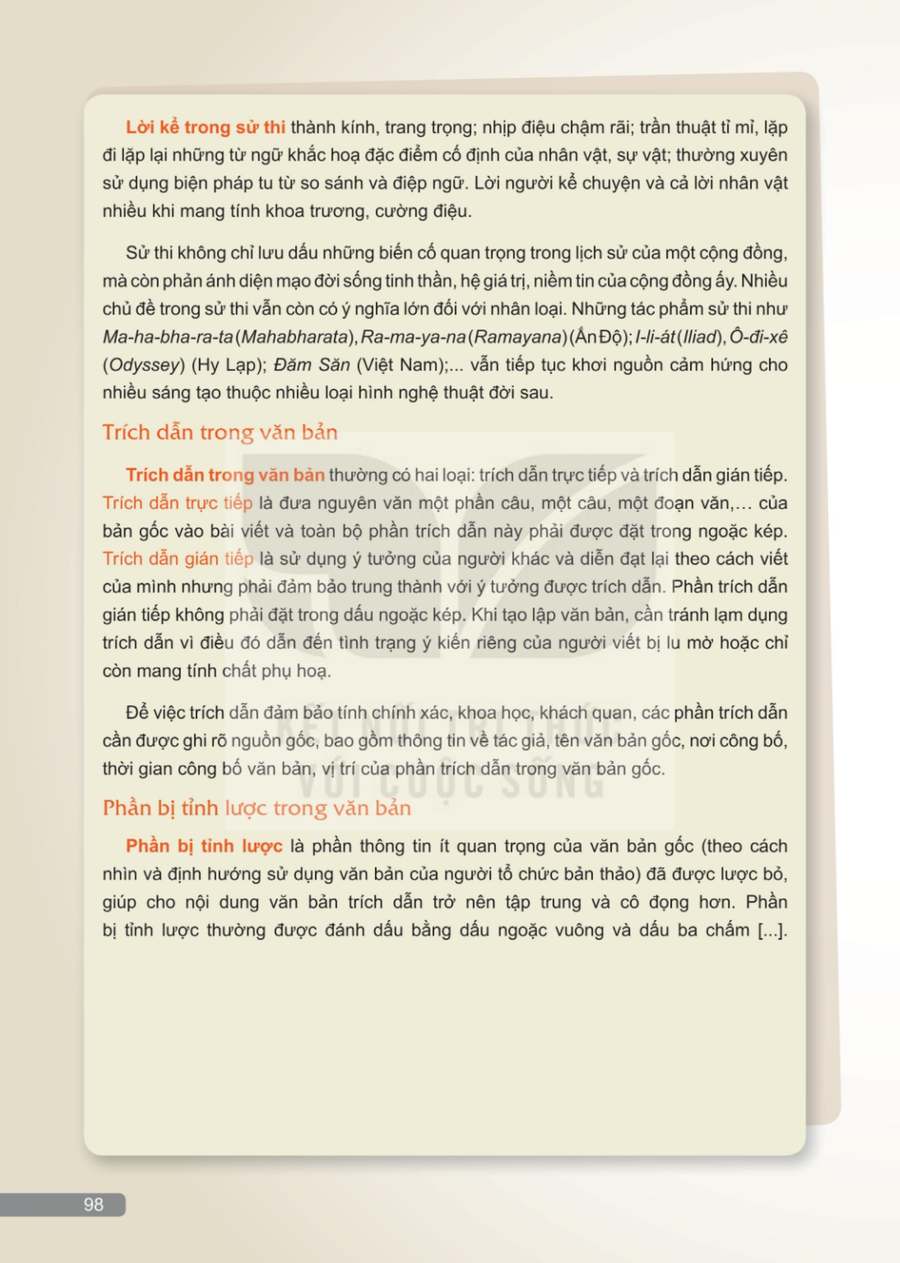 Lời kể trong sử thi thành kính, trang trọng; nhịp điệu chậm rãi; trần thuật tỉ mỉ, lặp
đi lặp lại những từ ngữ khắc hoạ đặc điểm cố định của nhân vật, sự vật; thường xuyên
sử dụng biện pháp tu từ so sánh và điệp ngữ. Lời người kể chuyện và cả lời nhân vật
nhiều khi mang tính khoa trương, cường điệu.
Sử thi không chỉ lưu dấu những biến cố quan trọng trong lịch sử của một cộng đồng,
mà còn phản ánh diện mạo đời sống tinh thần, hệ giá trị, niềm tin của cộng đồng ấy. Nhiều
chủ đề trong sử thi vẫn còn có ý nghĩa lớn đối với nhân loại. Những tác phẩm sử thi như
Ma-ha-bha-ra-ta (Mahabharata), Ra-ma-ya-na (Ramayana) (Ấn Độ); I-li-át (Iliad), Ô-đi-xê
(Odyssey) (Hy Lạp); Đăm Săn (Việt Nam);... vẫn tiếp tục khơi nguồn cảm hứng cho
nhiều sáng tạo thuộc nhiều loại hình nghệ thuật đời sau.
Trích dẫn trong văn bản
Trích dẫn trong văn bản thường có hai loại: trích dẫn trực tiếp và trích dẫn gián tiếp.
Trích dẫn trực tiếp là đưa nguyên văn một phần câu, một câu, một đoạn văn,... của
bản gốc vào bài viết và toàn bộ phần trích dẫn này phải được đặt trong ngoặc kép.
Trích dẫn gián tiếp là sử dụng ý tưởng của người khác và diễn đạt lại theo cách viết
của mình nhưng phải đảm bảo trung thành với ý tưởng được trích dẫn. Phần trích dẫn
gián tiếp không phải đặt trong dấu ngoặc kép. Khi tạo lập văn bản, cần tránh lạm dụng
trích dẫn vì điều đó dẫn đến tình trạng ý kiến riêng của người viết bị lu mờ hoặc chỉ
còn mang tính chất phụ hoạ.
Để việc trích dẫn đảm bảo tính chính xác, khoa học, khách quan, các phần trích dẫn
cần được ghi rõ nguồn gốc, bao gồm thông tin về tác giả, tên văn bản gốc, nơi công bố,
thời gian công bố văn bản, vị trí của phần trích dẫn trong văn bản gốc.
KẾT NỐI TRI THỨC
VỚI CUỘC SỐNG
Phần bị tỉnh lược trong văn bản
Phần bị tỉnh lược là phần thông tin ít quan trọng của văn bản gốc (theo cách
nhìn và định hướng sử dụng văn bản của người tổ chức bản thảo) đã được lược bỏ,
giúp cho nội dung văn bản trích dẫn trở nên tập trung và cô đọng hơn. Phần
bị tỉnh lược thường được đánh dấu bằng dấu ngoặc vuông và dấu ba chấm [...].
98